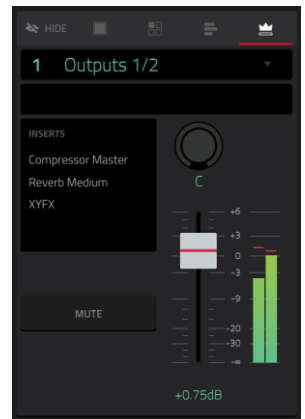 HIDE
1 Outputs 1/2
INSERTS
Compressor Master
Reverb Medium
XYFX
C
+6
+3
0
-3
-9
-20
-30
-∞
MUTE
+0.75dB